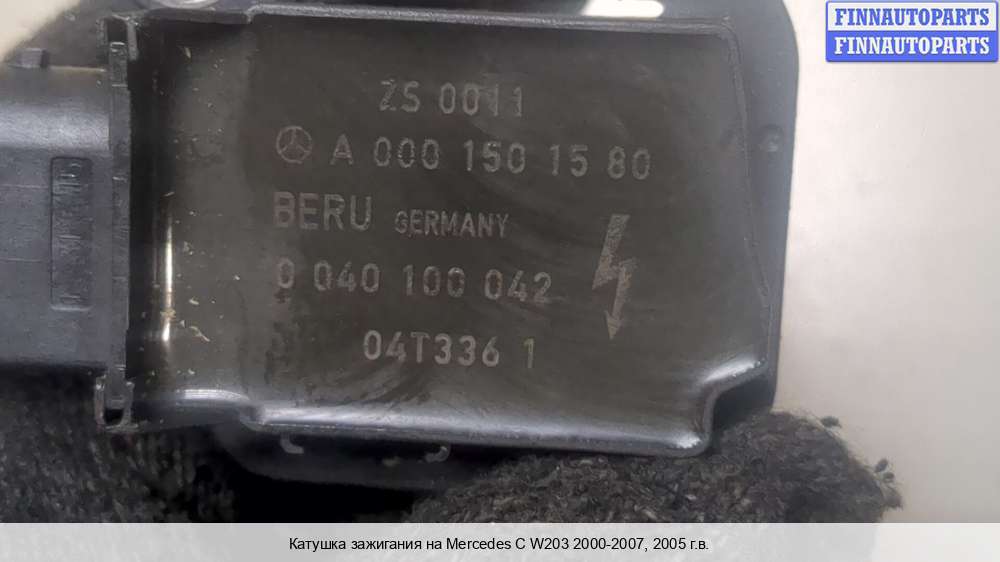 FINNAUTOPARTS
FINNAUTOPARTS
ZS 0011
A 000 150 15 80
BERU GERMANY
0 040 100 042
04T336 1
Катушка зажигания на Mercedes C W203 2000-2007, 2005 г.в.